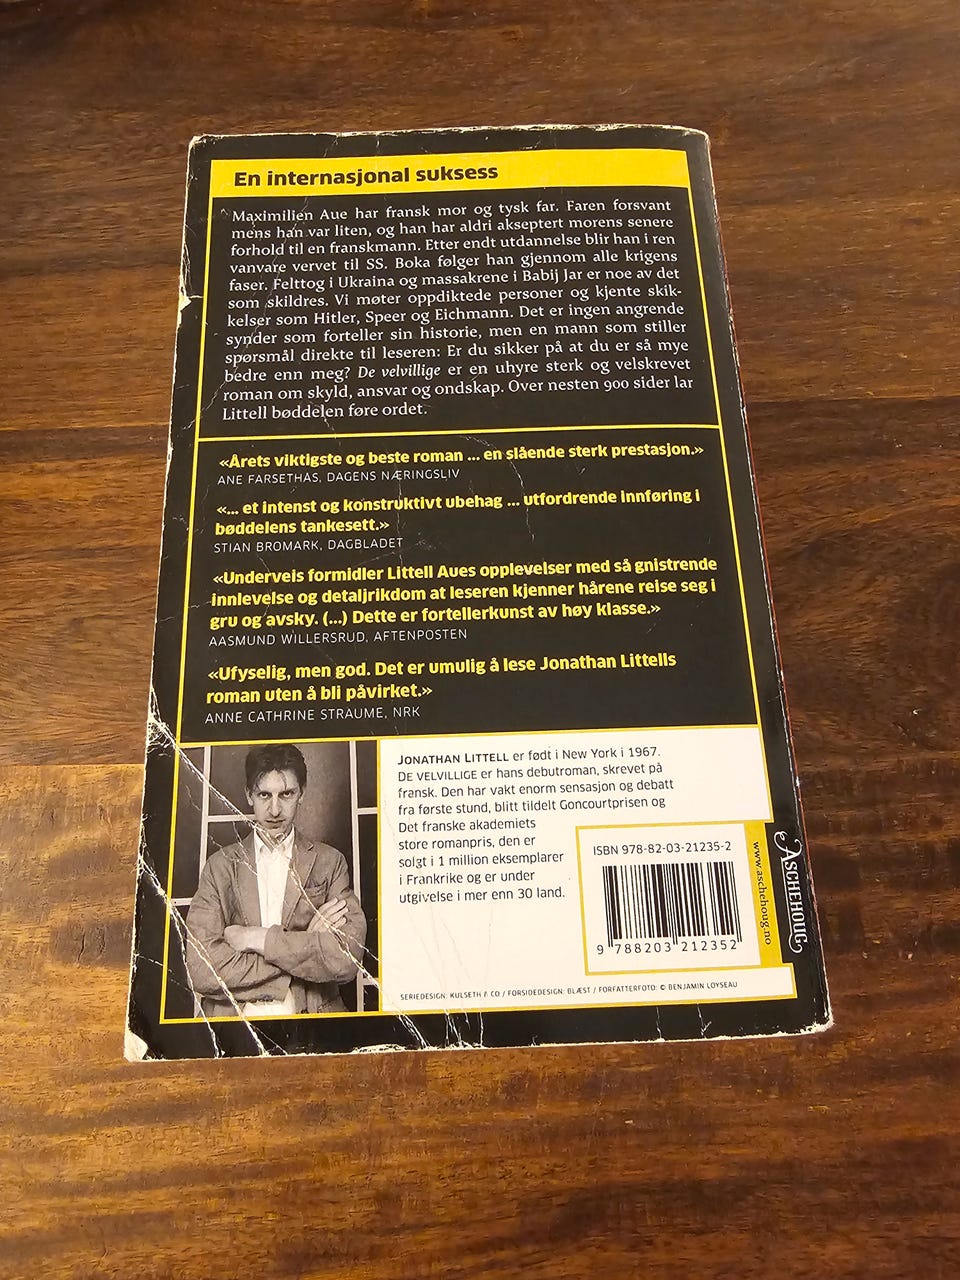 En internasjonal suksess
Maximilien Aue har fransk mor og tysk far. Faren forsvant
mens han var liten, og han har aldri akseptert morens senere
forhold til en franskmann. Etter endt utdannelse blir han i ren
vanvare vervet til SS. Boka følger han gjennom alle krigens
faser. Felttog i Ukraina og massakrene i Babij Jar er noe av det
som skildres. Vi møter oppdiktede personer og kjente skik-
kelser som Hitler, Speer og Eichmann. Det er ingen angrende
synder som forteller sin historie, men en mann som stiller
spørsmål direkte til leseren: Er du sikker på at du er så mye
bedre enn meg? De velvillige er en uhyre sterk og velskrevet
roman om skyld, ansvar og ondskap. Over nesten 900 sider lar
Littell bøddelen føre ordet.
«Årets viktigste og beste roman ... en slående sterk prestasjon.»
ANE FARSETHÅS, DAGENS NÆRINGSLIV
«... et intenst og konstruktivt ubehag ... utfordrende innføring i
bøddelens tankesett.»
STIAN BROMARK, DAGBLADET
«Underveis formidler Littell Aues opplevelser med så gnistrende
innlevelse og detaljrikdom at leseren kjenner hårene reise seg i
gru og avsky. (...) Dette er fortellerkunst av høy klasse.»
AASMUND WILLERSRUD, AFTENPOSTEN
«Ufyselig, men god. Det er umulig å lese Jonathan Littells
roman uten å bli påvirket.»
ANNE CATHRINE STRAUME, NRK
JONATHAN LITTELL er født i New York i 1967.
DE VELVILLIGE er hans debutroman, skrevet på
fransk. Den har vakt enorm sensasjon og debatt
fra første stund, blitt tildelt Goncourtprisen og
Det franske akademiets
store romanpris, den er
solgt i 1 million eksemplarer
i Frankrike og er under
utgivelse i mer enn 30 land.
ISBN 978-82-03-21235-2
9 788203 212352
www.aschehoug.no
ASCHEHOUG
SERIEDESIGN: KULSETH & CO / FORSIDEDESIGN: BLÆST / FORFATTERFOTO: © BENJAMIN LOYSEAU